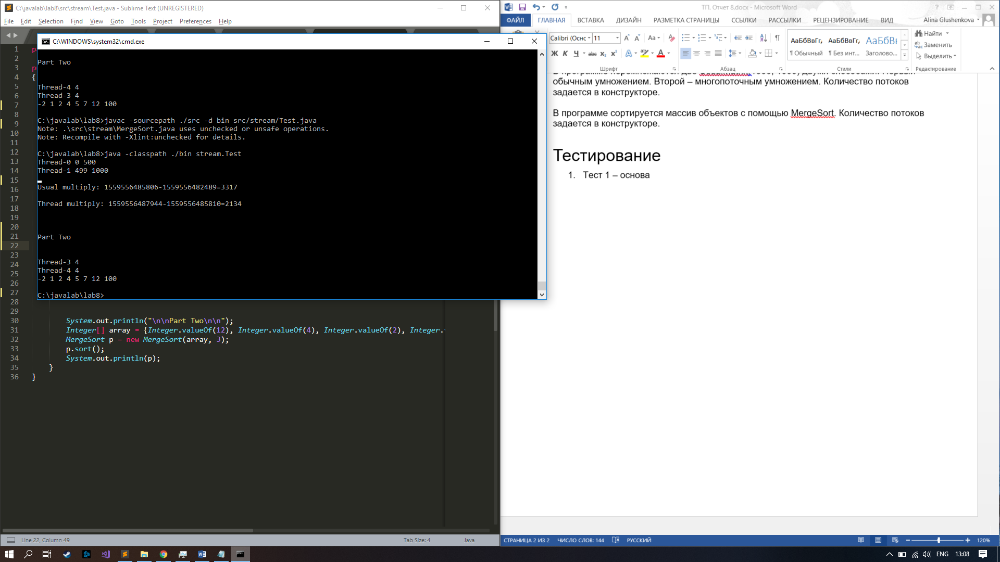 C:\javalab\lab8\src\stream\Test.java - Sublime Text (UNREGISTERED)
File Edit Selection Find View Goto Tools Project Preferences Help
C:\WINDOWS\system32\cmd.exe
Part Two
Thread-4 4
Thread-3 4
-2 1 2 4 5 7 12 100
C:\javalab\lab8>javac -sourcepath ./src -d bin src/stream/Test.java
Note: .\src\stream\MergeSort.java uses unchecked or unsafe operations.
Note: Recompile with -Xlint:unchecked for details.
C:\javalab\lab8>java -classpath ./bin stream.Test
Thread-0 0 500
Thread-1 499 1000
Usual multiply: 1559556485806-1559556482489=3317
Thread multiply: 1559556487944-1559556485810=2134
Part Two
Thread-3 4
Thread-4 4
-2 1 2 4 5 7 12 100
C:\javalab\lab8>
1 p
2
3 p
4 {
5
6
7
8
9
10
11
12
13
14
15
16
17
18
19
20
21
22
23
24
25
26
27
28
29
30 System.out.println("\n\nPart Two\n\n");
31 Integer[] array = {Integer.valueOf(12), Integer.valueOf(4), Integer.valueOf(2), Integer.
32 MergeSort p = new MergeSort(array, 3);
33 p.sort();
34 System.out.println(p);
35 }
36 }
Line 22, Column 49 Tab Size: 4 Java
ТП. Отчет 8.docx - Microsoft Word
ФАЙЛ ГЛАВНАЯ ВСТАВКА ДИЗАЙН РАЗМЕТКА СТРАНИЦЫ ССЫЛКИ РАССЫЛКИ РЕЦЕНЗИРОВАНИЕ ВИД Alina Glushenkova
Calibri (Оснс 11 Aa
Ж К Ч abc x₂ x² A ab A
АаБбВвГг, АаБбВвГг, АаБбВı
¶ Обычный ¶ Без инт... Заголово...
Найти
Заменить
Выделить
Шрифт Абзац Стили Редактирование
обычным умножением. Второй – многопоточным умножением. Количество потоков
задается в конструкторе.
В программе сортируется массив объектов с помощью MergeSort. Количество потоков
задается в конструкторе.
Тестирование
1. Тест 1 – основа
СТРАНИЦА 2 ИЗ 2 ЧИСЛО СЛОВ: 144 РУССКИЙ 120%
ENG 13:08